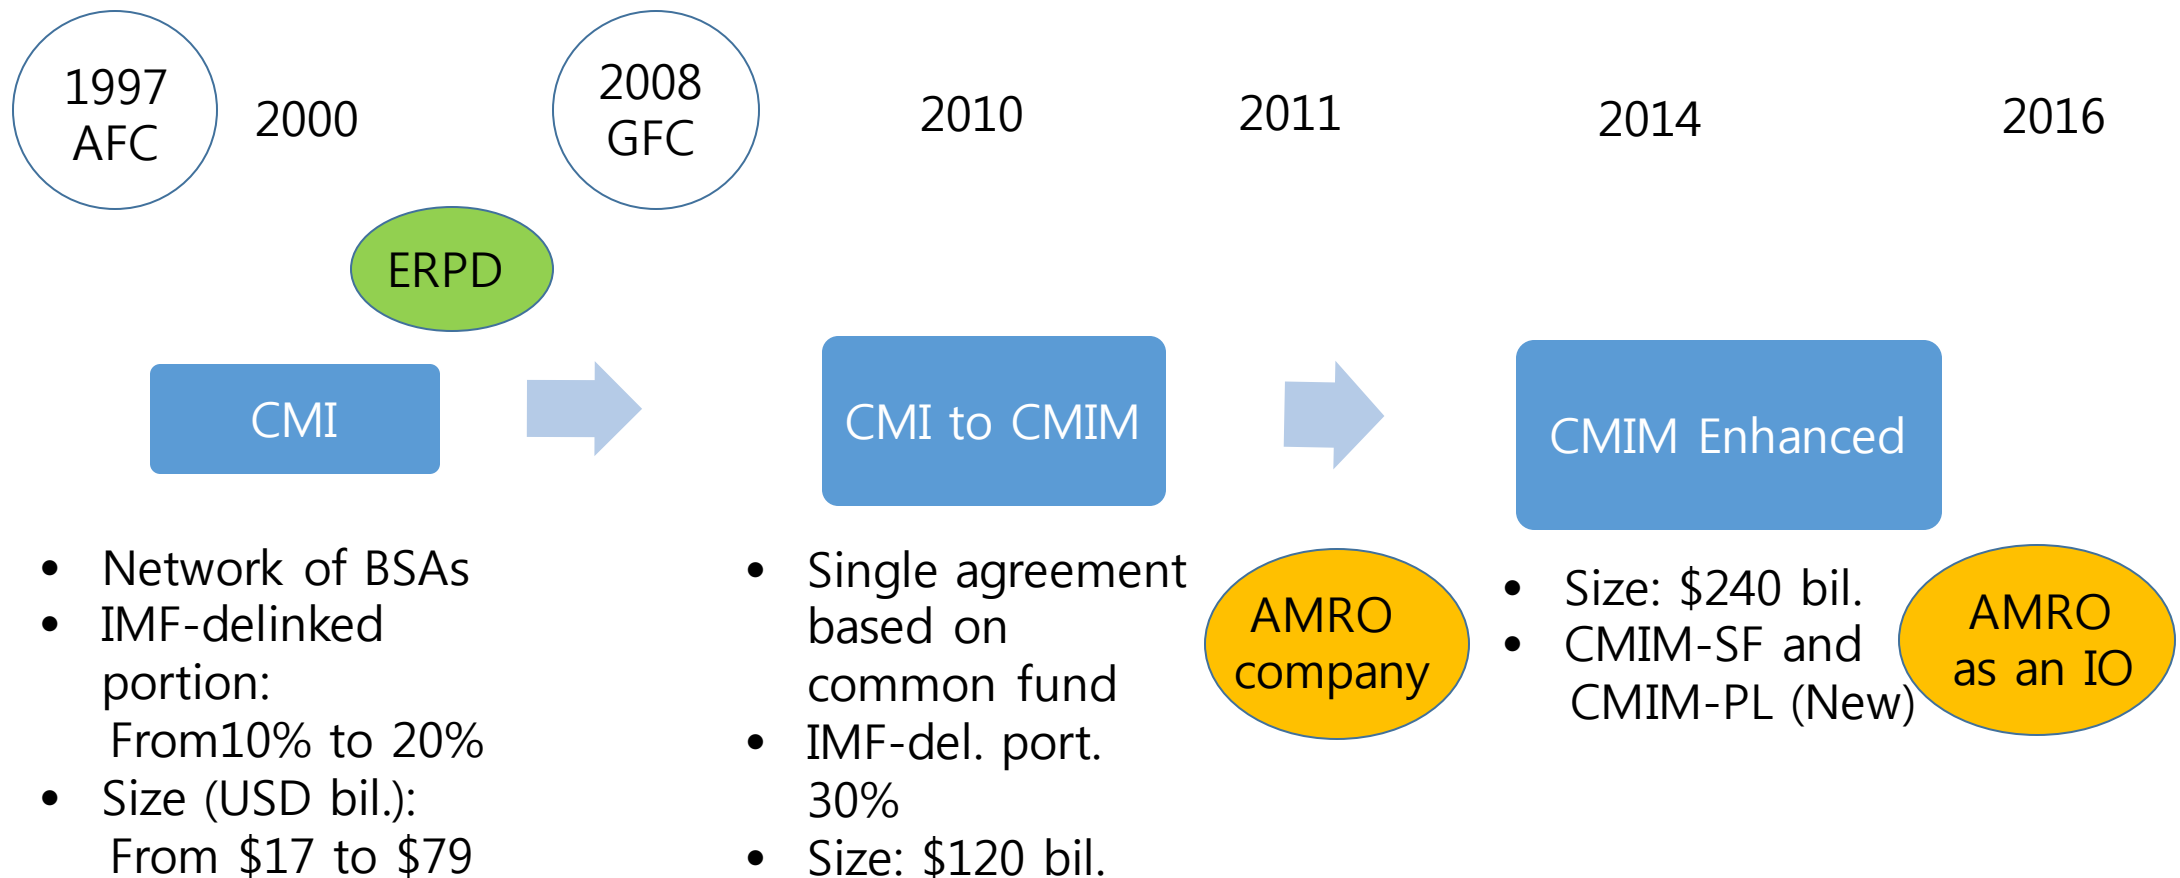 1997
AFC
2000
2008
GFC
2010
2011
2014
2016
ERPD
CMI
CMI to CMIM
CMIM Enhanced
• Network of BSAs
• IMF-delinked
portion:
From10% to 20%
• Size (USD bil.):
From $17 to $79
• Single agreement
based on
common fund
• IMF-del. port.
30%
• Size: $120 bil.
AMRO
company
• Size: $240 bil.
• CMIM-SF and
CMIM-PL (New)
AMRO
as an IO